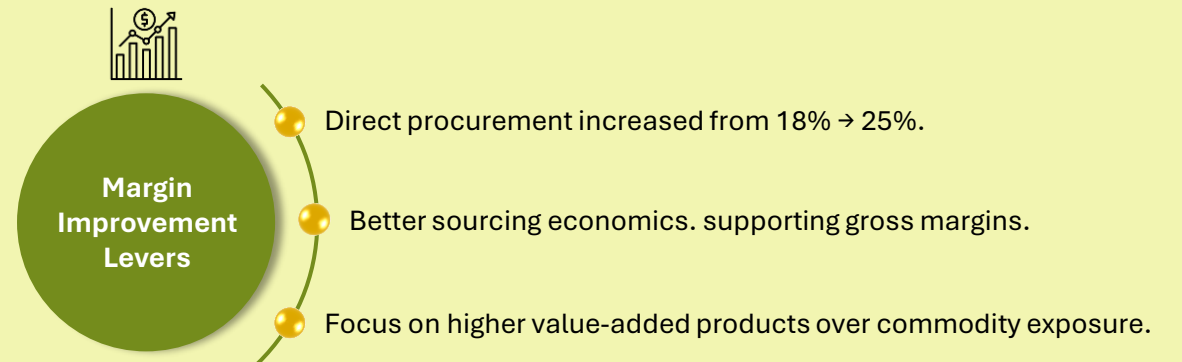 $
Margin
Improvement
Levers
Direct procurement increased from 18% → 25%.
Better sourcing economics. supporting gross margins.
Focus on higher value-added products over commodity exposure.